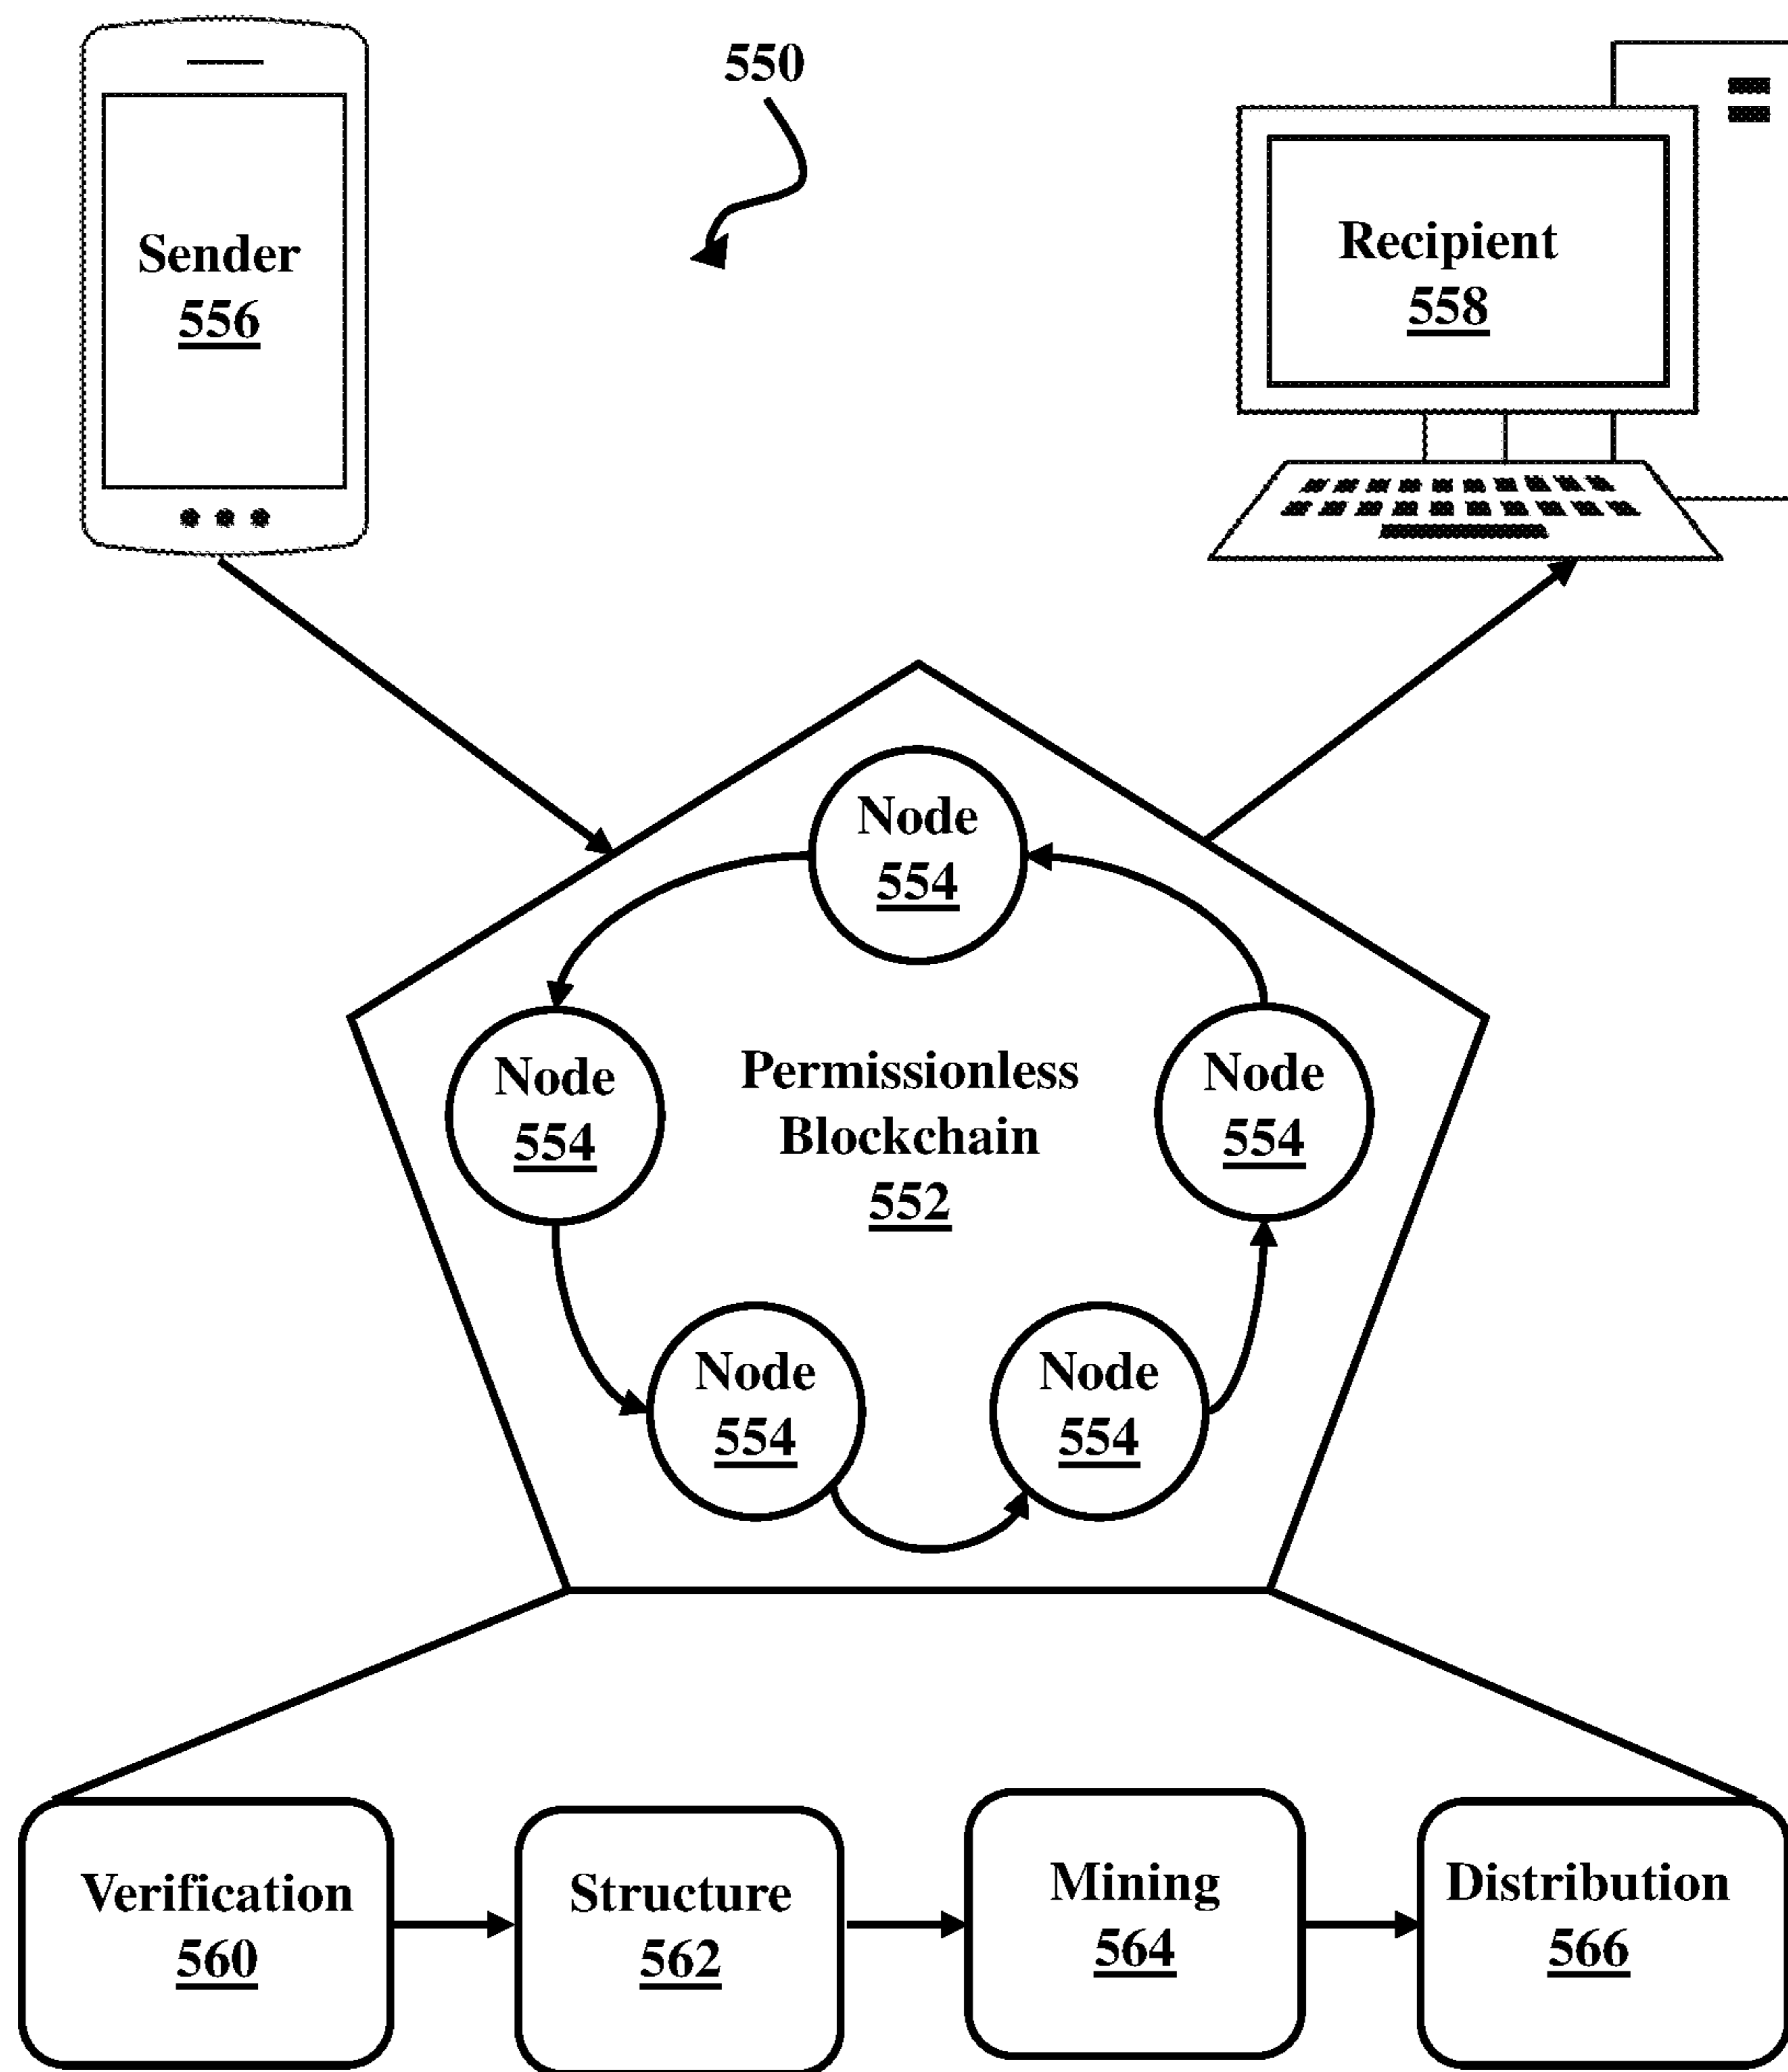 550
Sender
556
Recipient
558
Node
554
Node
554
Permissionless
Blockchain
552
Node
554
Node
554
Node
554
Verification
560
Structure
562
Mining
564
Distribution
566